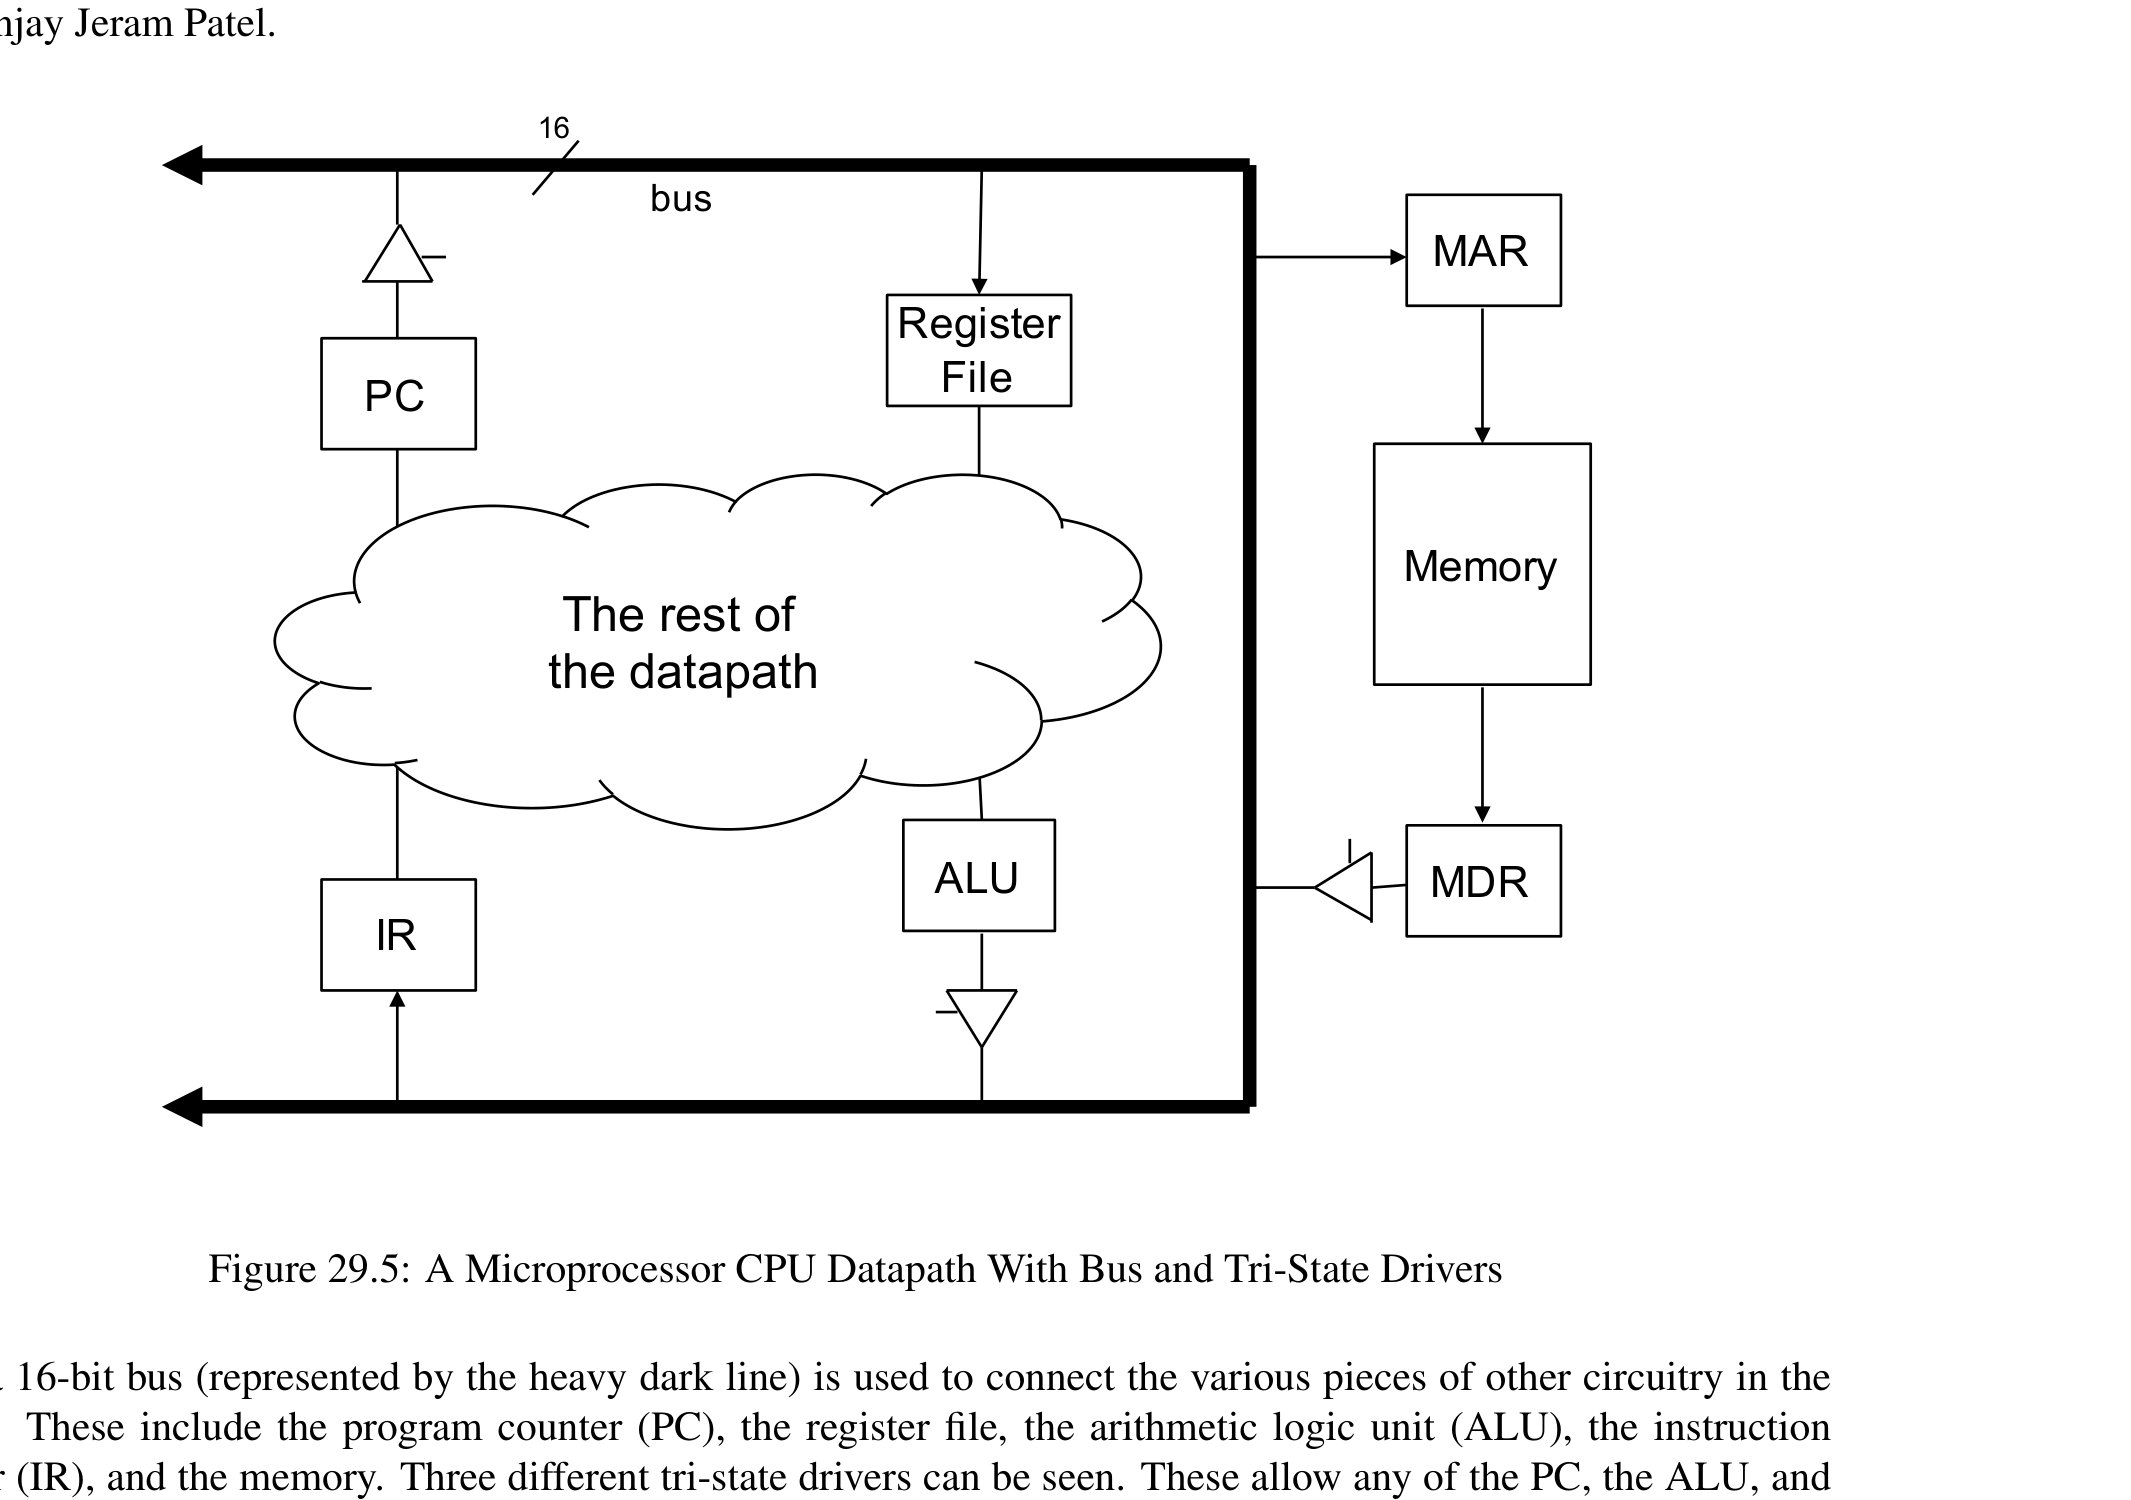 njay Jeram Patel.
16
bus
MAR
Register
File
PC
Memory
The rest of
the datapath
ALU
MDR
IR
Figure 29.5: A Microprocessor CPU Datapath With Bus and Tri-State Drivers
16-bit bus (represented by the heavy dark line) is used to connect the various pieces of other circuitry in the
These include the program counter (PC), the register file, the arithmetic logic unit (ALU), the instruction
r (IR), and the memory. Three different tri-state drivers can be seen. These allow any of the PC, the ALU, and